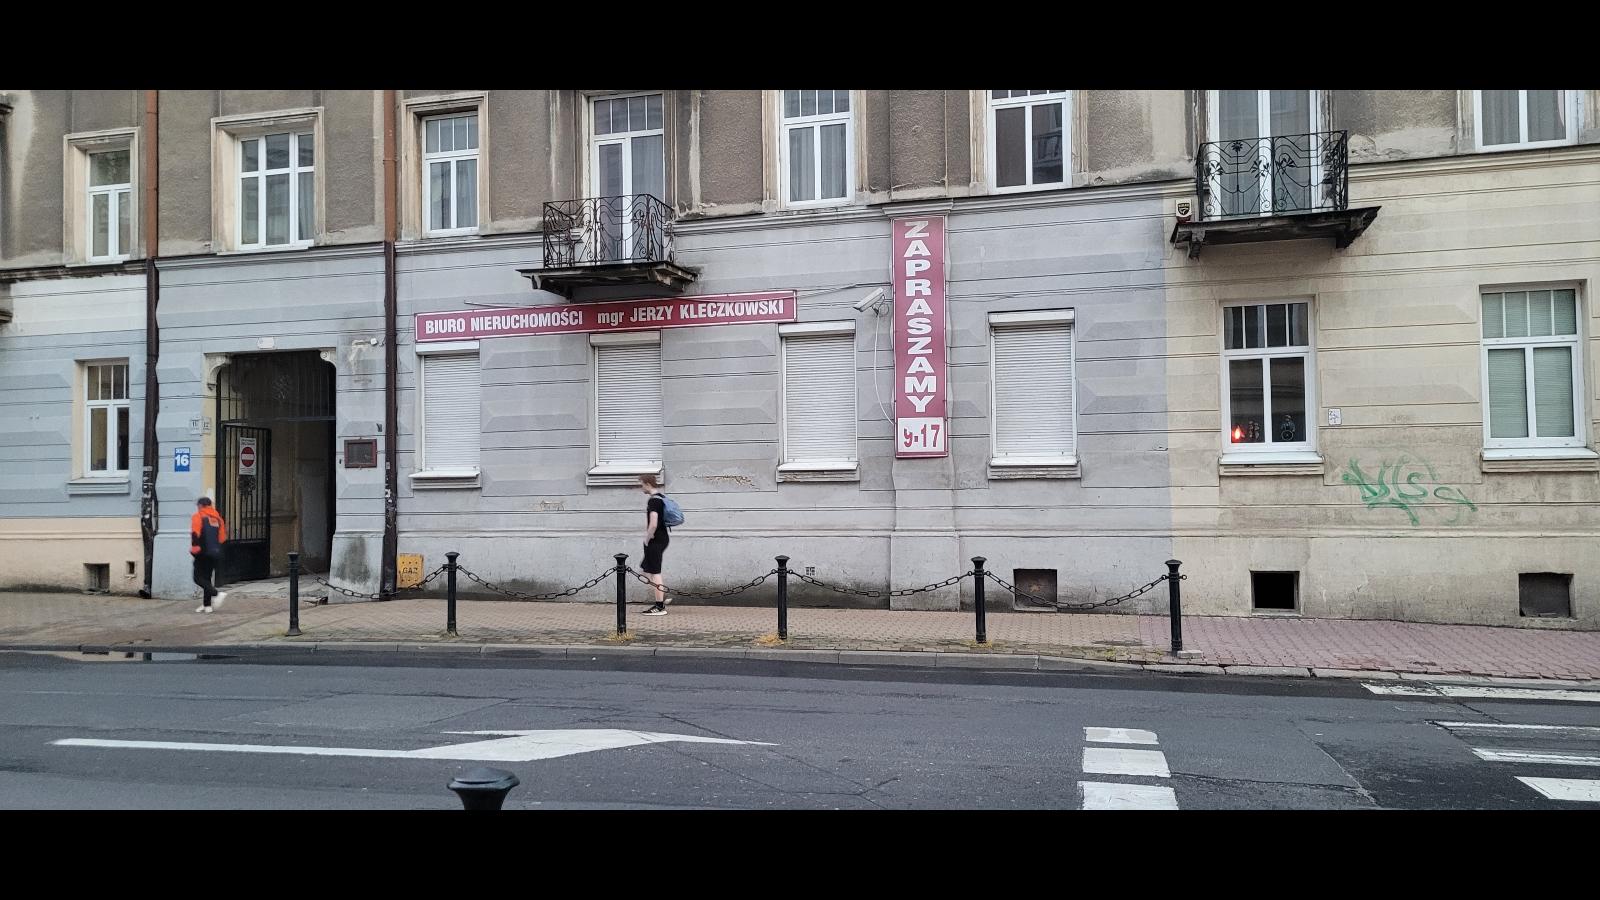 BIURO NIERUCHOMOŚCI mgr JERZY KLECZKOWSKI
ZAPRASZAMY
9-17
16
GAZ